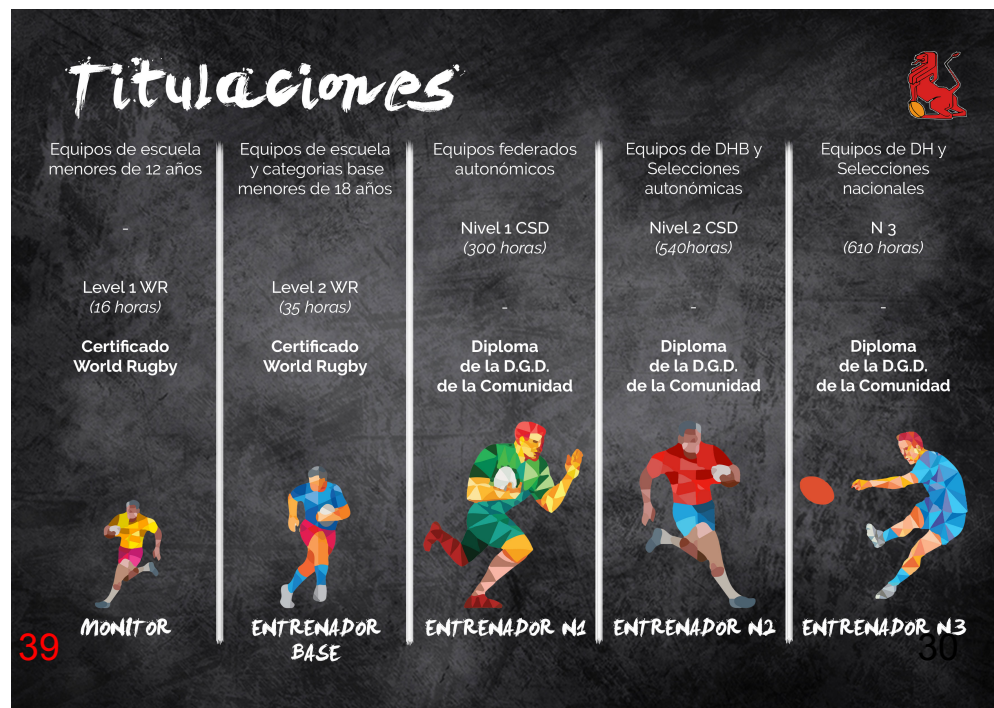 Titulaciones
Equipos de escuela
menores de 12 años
-
Level 1 WR
(16 horas)
Certificado
World Rugby
MONITOR
Equipos de escuela
y categorias base
menores de 18 años
Level 2 WR
(35 horas)
Certificado
World Rugby
ENTRENADOR
BASE
Equipos federados
autonómicos
Nivel 1 CSD
(300 horas)
-
Diploma
de la D.G.D.
de la Comunidad
ENTRENADOR N1
Equipos de DHB y
Selecciones
autonómicas
Nivel 2 CSD
(540horas)
-
Diploma
de la D.G.D.
de la Comunidad
ENTRENADOR N2
Equipos de DH y
Selecciones
nacionales
N 3
(610 horas)
-
Diploma
de la D.G.D.
de la Comunidad
ENTRENADOR N3
39
30